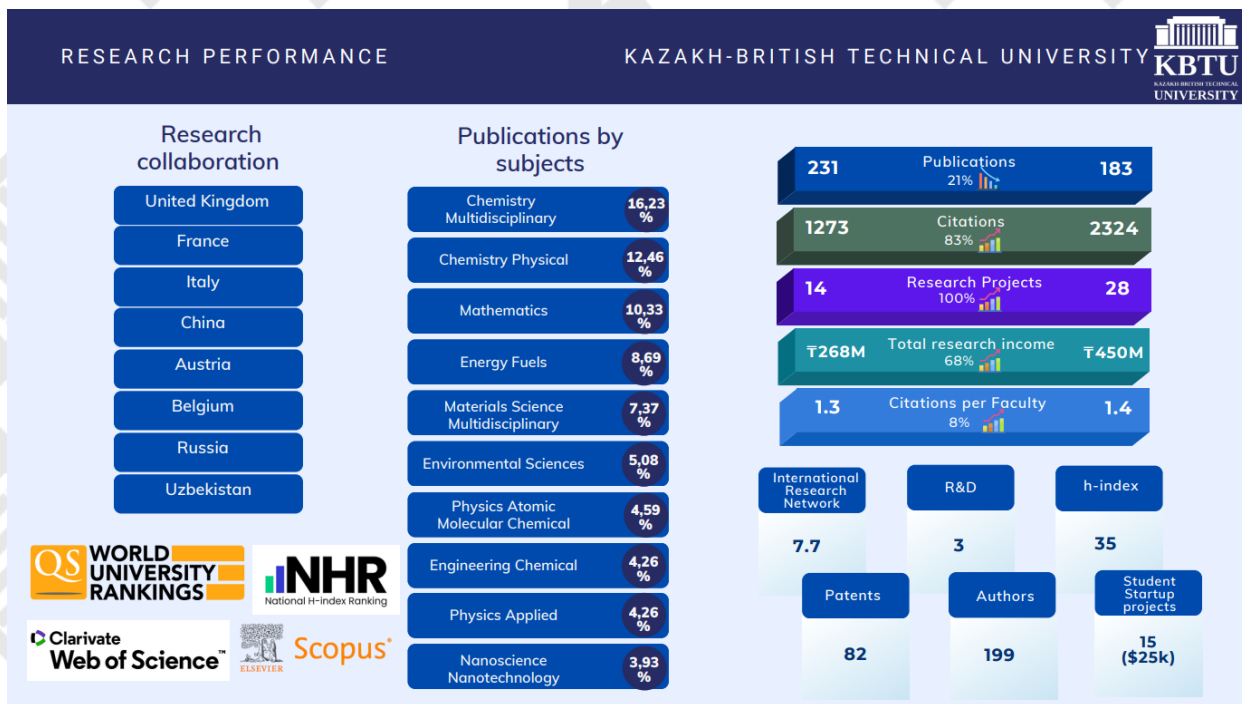 RESEARCH PERFORMANCE
KAZAKH-BRITISH TECHNICAL UNIVERSITY
KBTU
KAZAKH-BRITISH TECHNICAL
UNIVERSITY
Research
collaboration
United Kingdom
France
Italy
China
Austria
Belgium
Russia
Uzbekistan
QS WORLD
UNIVERSITY
RANKINGS
NHR
National H-index Ranking
Clarivate
Web of Science™
ELSEVIER
Scopus®
Publications by
subjects
Chemistry
Multidisciplinary
16,23
%
Chemistry Physical
12,46
%
Mathematics
10,33
%
Energy Fuels
8,69
%
Materials Science
Multidisciplinary
7,37
%
Environmental Sciences
5,08
%
Physics Atomic
Molecular Chemical
4,59
%
Engineering Chemical
4,26
%
Physics Applied
4,26
%
Nanoscience
Nanotechnology
3,93
%
231 Publications 183
21%
1273 Citations 2324
83%
14 Research Projects 28
100%
₸268M Total research income ₸450M
68%
1.3 Citations per Faculty 1.4
8%
International
Research
Network
7.7
R&D
3
h-index
35
Patents
82
Authors
199
Student
Startup
projects
15
($25k)